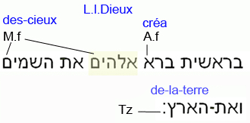 L.I.Dieux
des-cieux créa
M.f A.f
בראשית ברא אלהים את השמים
de-la-terre
Tz ואת-הארץ: